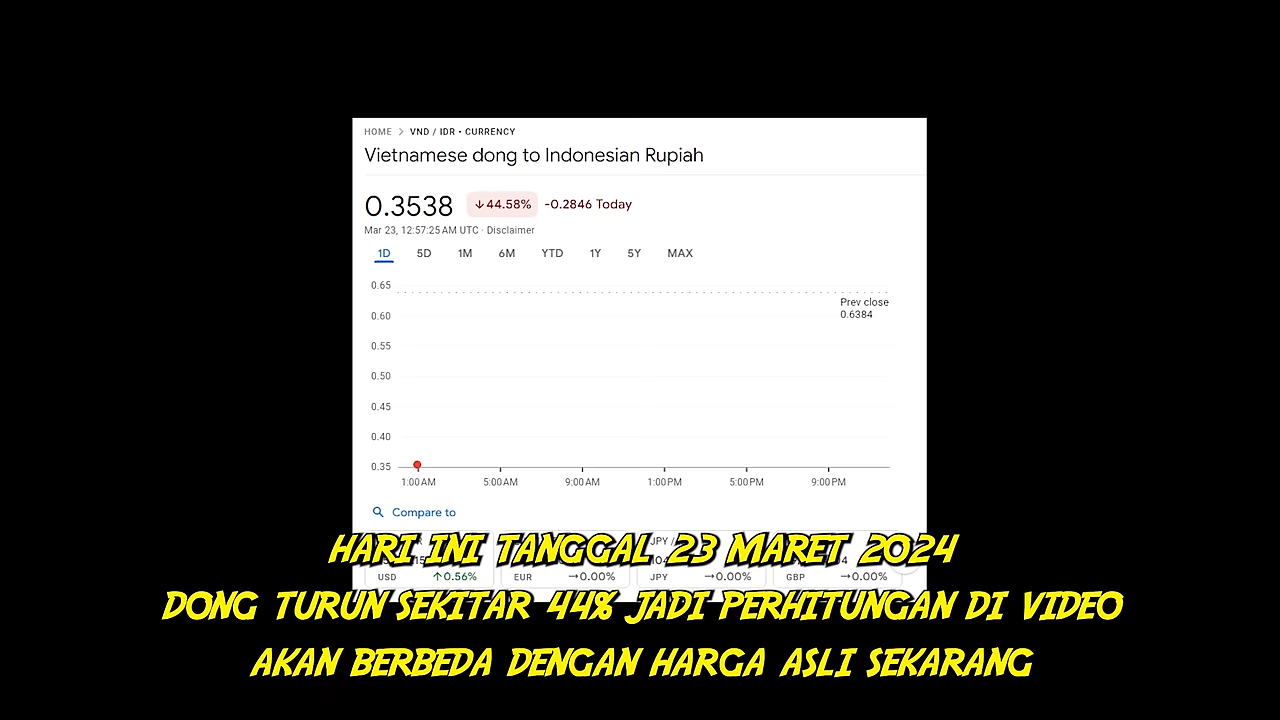 HOME > VND / IDR • CURRENCY
Vietnamese dong to Indonesian Rupiah
0.3538 ↓44.58% -0.2846 Today
Mar 23, 12:57:25 AM UTC · Disclaimer
1D 5D 1M 6M YTD 1Y 5Y MAX
0.65
Prev close
0.6384
0.60
0.55
0.50
0.45
0.40
0.35
1:00 AM 5:00 AM 9:00 AM 1:00 PM 5:00 PM 9:00 PM
Compare to
JPY /
HARI INI TANGGAL 23 MARET 2024
USD ↑0.56% EUR →0.00% JPY →0.00% GBP →0.00%
DONG TURUN SEKITAR 44% JADI PERHITUNGAN DI VIDEO
AKAN BERBEDA DENGAN HARGA ASLI SEKARANG